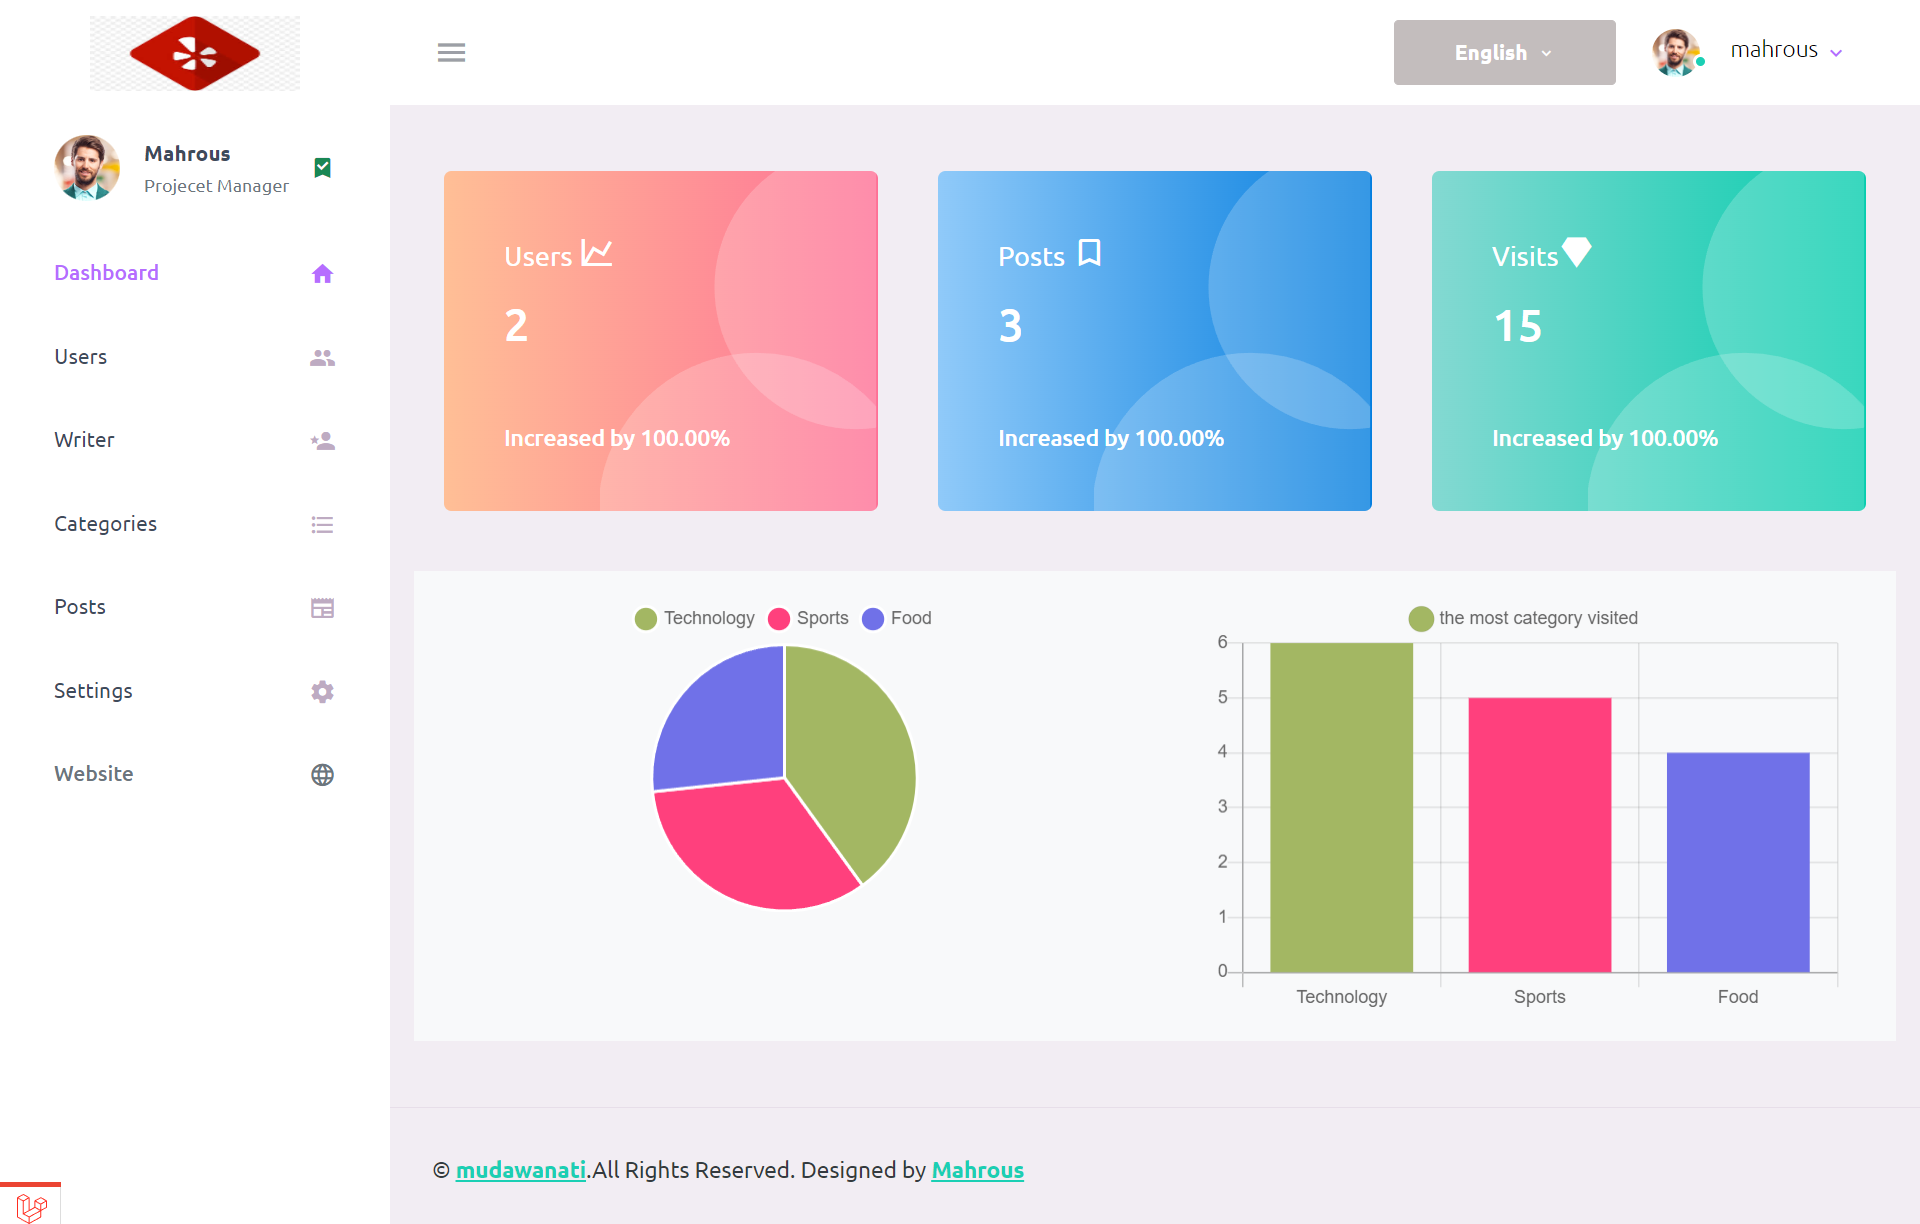 English
mahrous
Mahrous
Projecet Manager
Dashboard
Users
Writer
Categories
Posts
Settings
Website
Users
2
Increased by 100.00%
Posts
3
Increased by 100.00%
Visits
15
Increased by 100.00%
Technology Sports Food
the most category visited
6
5
4
3
2
1
0
Technology Sports Food
© mudawanati.All Rights Reserved. Designed by Mahrous